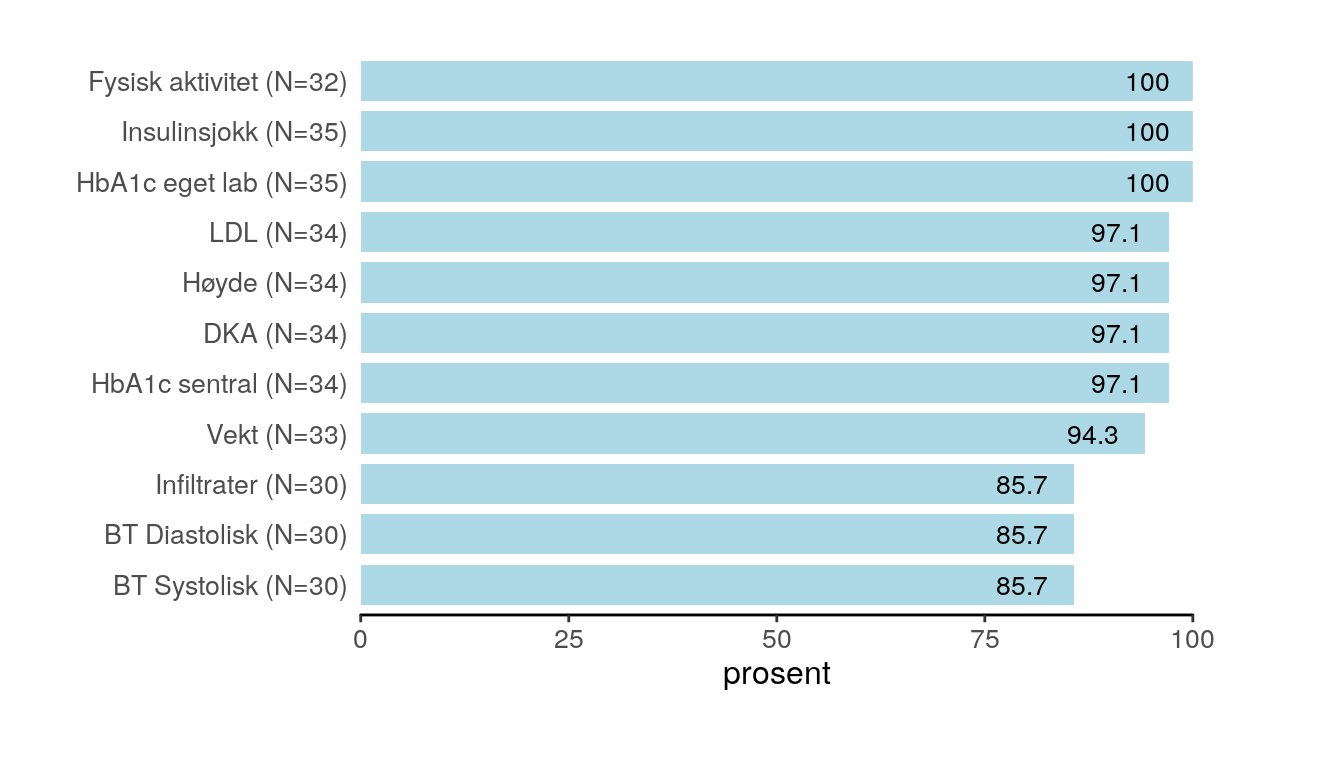 Fysisk aktivitet (N=32) 100
Insulinsjokk (N=35) 100
HbA1c eget lab (N=35) 100
LDL (N=34) 97.1
Høyde (N=34) 97.1
DKA (N=34) 97.1
HbA1c sentral (N=34) 97.1
Vekt (N=33) 94.3
Infiltrater (N=30) 85.7
BT Diastolisk (N=30) 85.7
BT Systolisk (N=30) 85.7
0 25 50 75 100
prosent